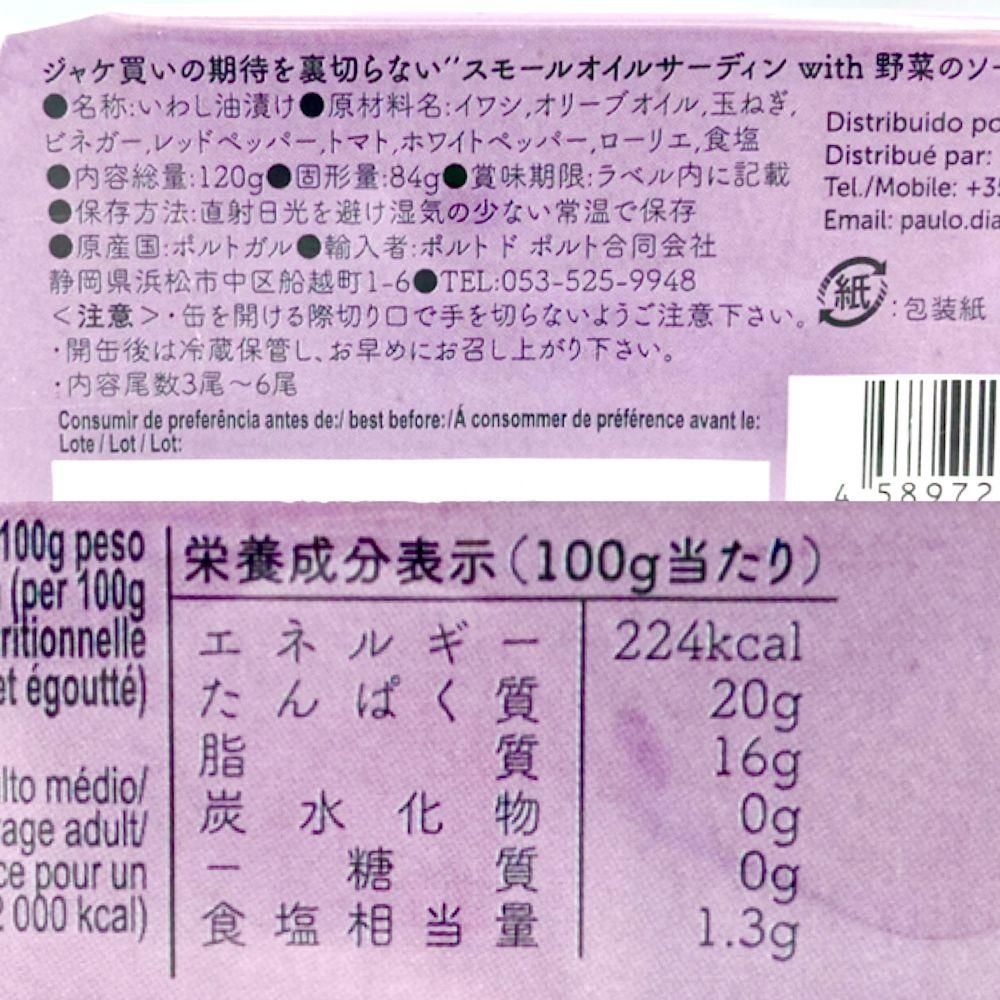 ジャケ買いの期待を裏切らない"スモールオイルサーディン with 野菜のソー
●名称:いわし油漬け●原材料名:イワシ,オリーブオイル,玉ねぎ,
ビネガー,レッドペッパー,トマト,ホワイトペッパー,ローリエ,食塩
●内容総量:120g●固形量:84g●賞味期限:ラベル内に記載
●保存方法:直射日光を避け湿気の少ない常温で保存
●原産国:ポルトガル●輸入者:ポルト ド ポルト合同会社
静岡県浜松市中区船越町1-6●TEL:053-525-9948
＜注意＞・缶を開ける際切り口で手を切らないようご注意下さい。
・開缶後は冷蔵保管し、お早めにお召し上がり下さい。
・内容尾数3尾～6尾
Consumir de preferência antes de:/ best before:/Á consommer de préférence avant le:
Lote / Lot / Lot:
Distribuido po
Distribué par:
Tel./Mobile: +35
Email: paulo.dia
紙
:包装紙
4 58972
100g peso
(per 100g
ritionnelle
et égoutté)
ulto médio/
rage adult/
ce pour un
2 000 kcal)
栄養成分表示(100g当たり)
エネルギー 224kcal
たんぱく質 20g
脂質 16g
炭水化物 0g
ー糖質 0g
食塩相当量 1.3g